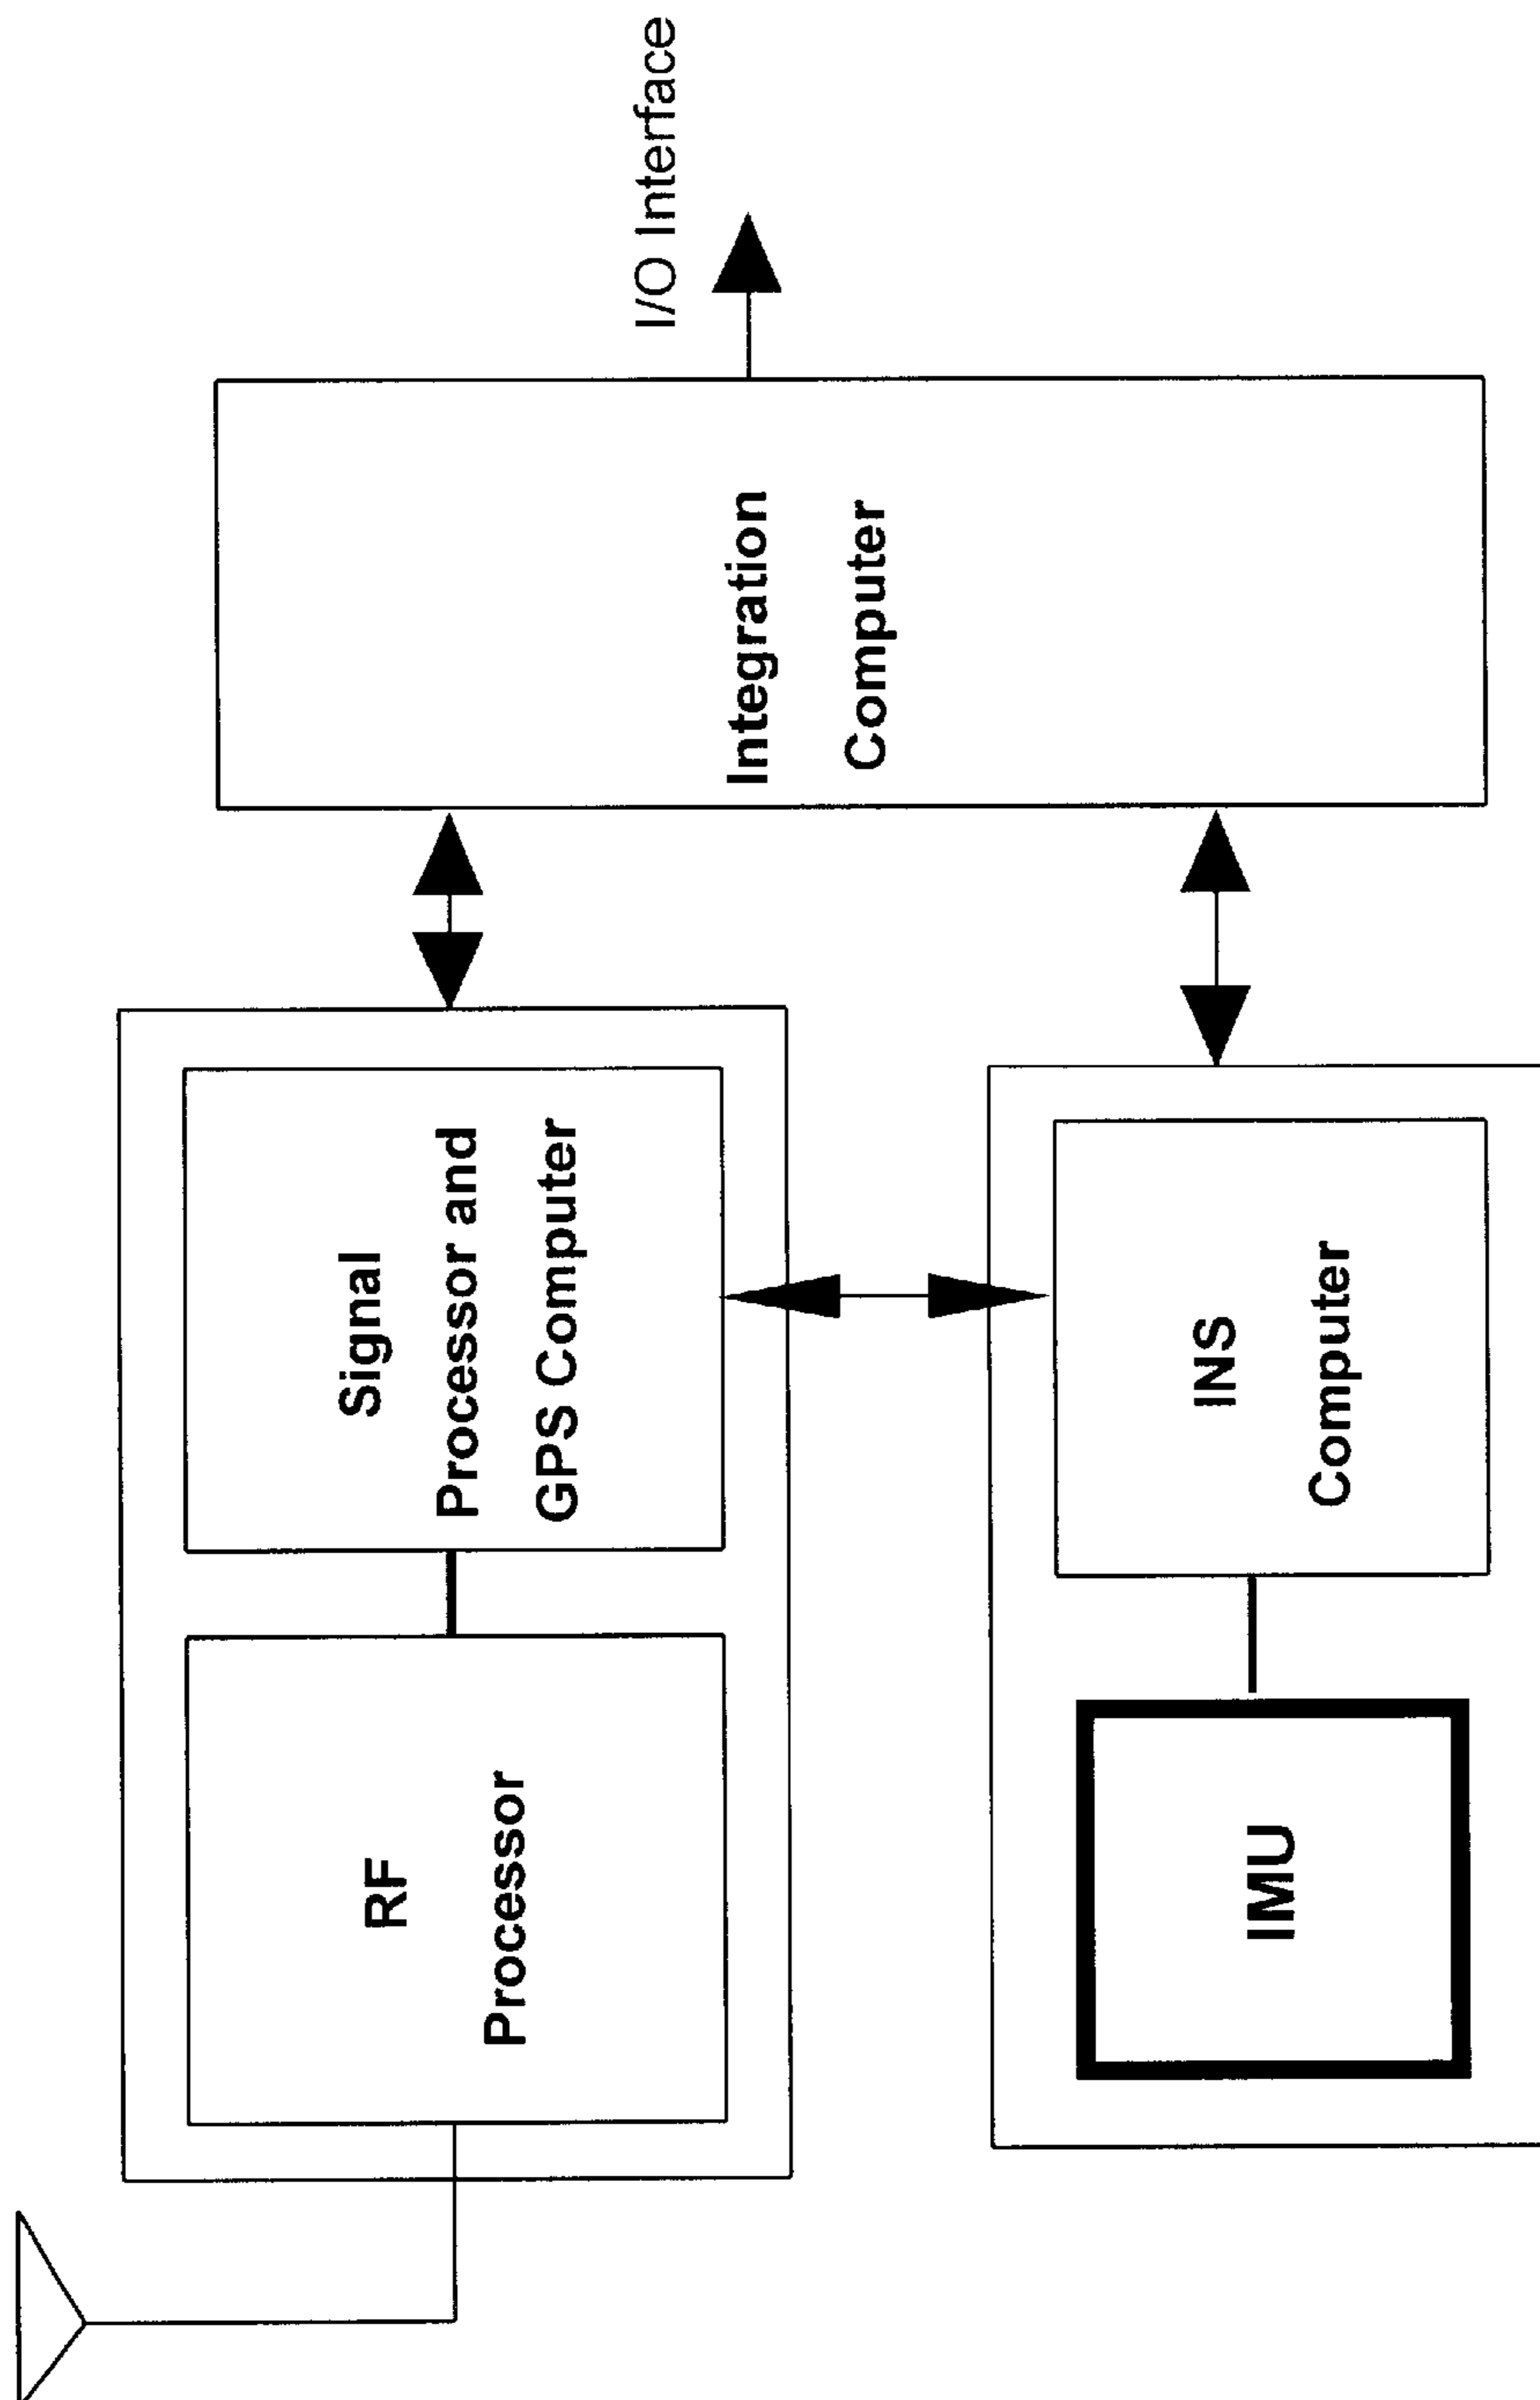 RF
Processor
Signal
Processor and
GPS Computer
IMU
INS
Computer
Integration
Computer
I/O Interface